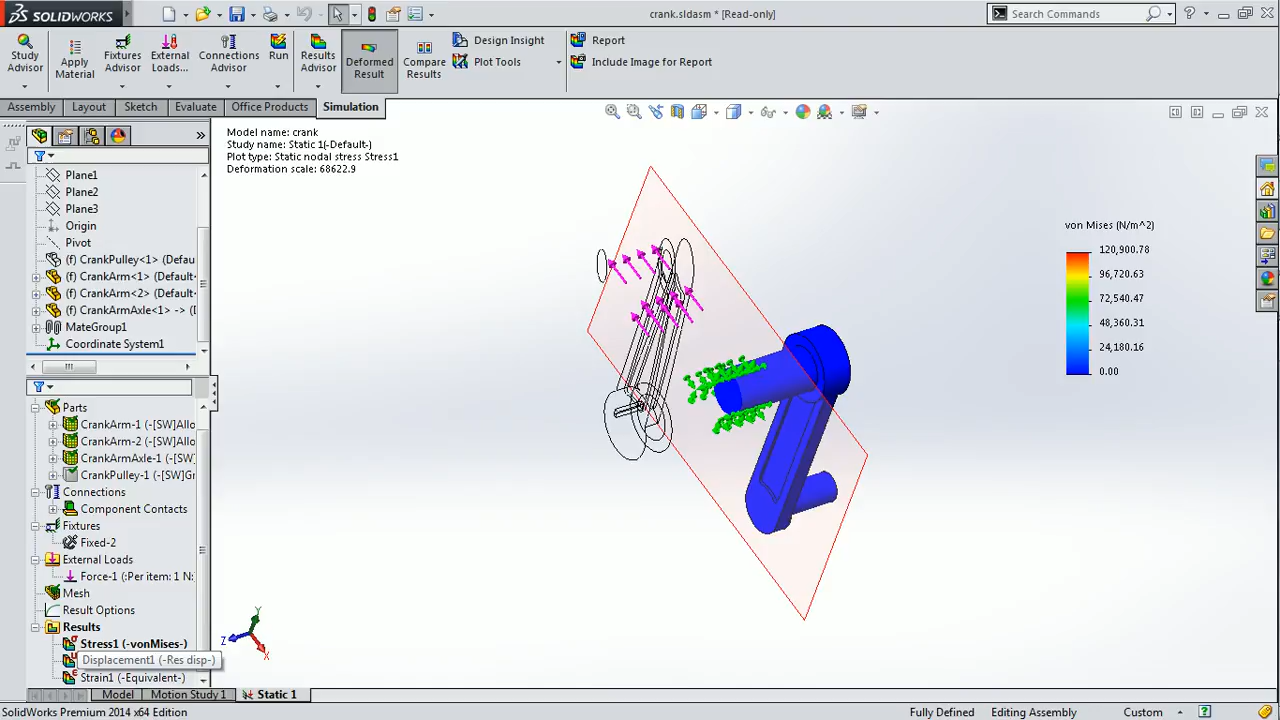 SOLIDWORKS
crank.sldasm * [Read-only]
Search Commands
Study Advisor
Apply Material
Fixtures Advisor
External Loads...
Connections Advisor
Run
Results Advisor
Deformed Result
Compare Results
Design Insight
Plot Tools
Report
Include Image for Report
Assembly
Layout
Sketch
Evaluate
Office Products
Simulation
Model name: crank
Study name: Static 1(-Default-)
Plot type: Static nodal stress Stress1
Deformation scale: 68622.9
Plane1
Plane2
Plane3
Origin
Pivot
(f) CrankPulley<1> (Defau
(f) CrankArm<1> (Default-
(f) CrankArm<2> (Default-
(f) CrankArmAxle<1> -> (D
MateGroup1
Coordinate System1
Parts
CrankArm-1 (-[SW]Allo
CrankArm-2 (-[SW]Allo
CrankArmAxle-1 (-[SW]
CrankPulley-1 (-[SW]Gr
Connections
Component Contacts
Fixtures
Fixed-2
External Loads
Force-1 (:Per item: 1 N:
Mesh
Result Options
Results
Stress1 (-vonMises-)
Displacement1 (-Res disp-)
Strain1 (-Equivalent-)
Y
Z
X
von Mises (N/m^2)
120,900.78
96,720.63
72,540.47
48,360.31
24,180.16
0.00
Model
Motion Study 1
Static 1
SolidWorks Premium 2014 x64 Edition
Fully Defined
Editing Assembly
Custom